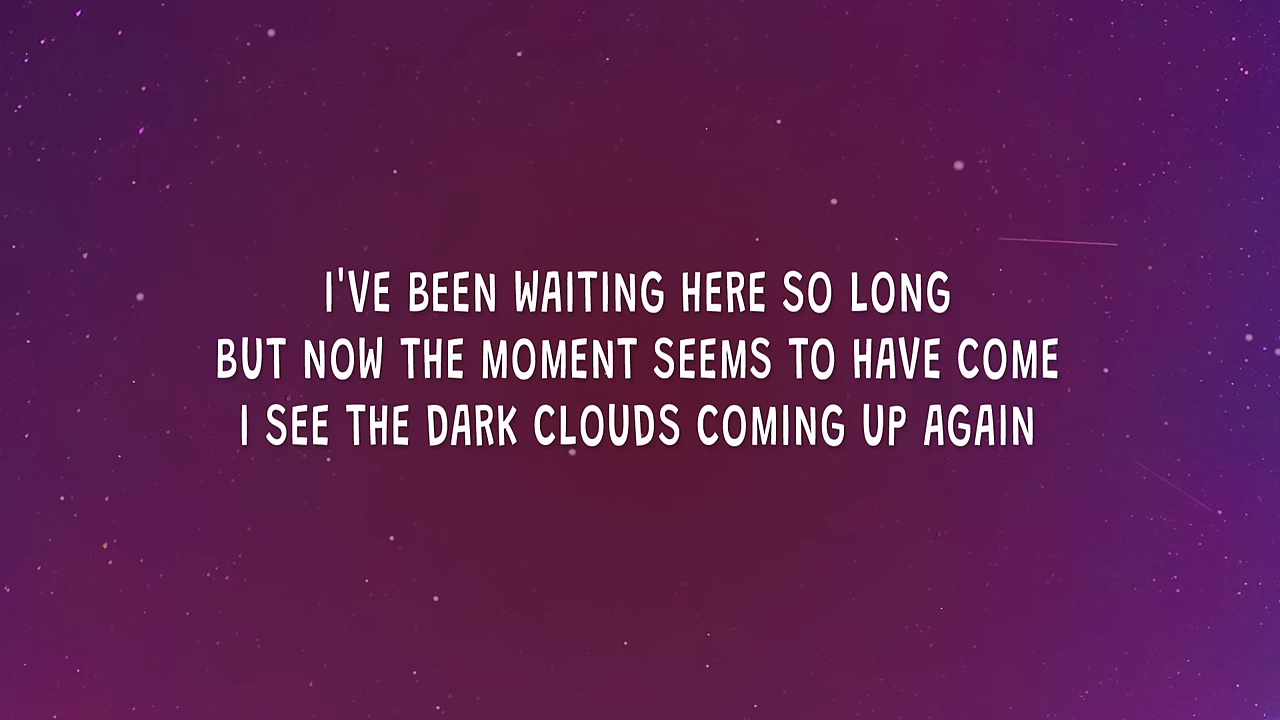 I'VE BEEN WAITING HERE SO LONG
BUT NOW THE MOMENT SEEMS TO HAVE COME
I SEE THE DARK CLOUDS COMING UP AGAIN